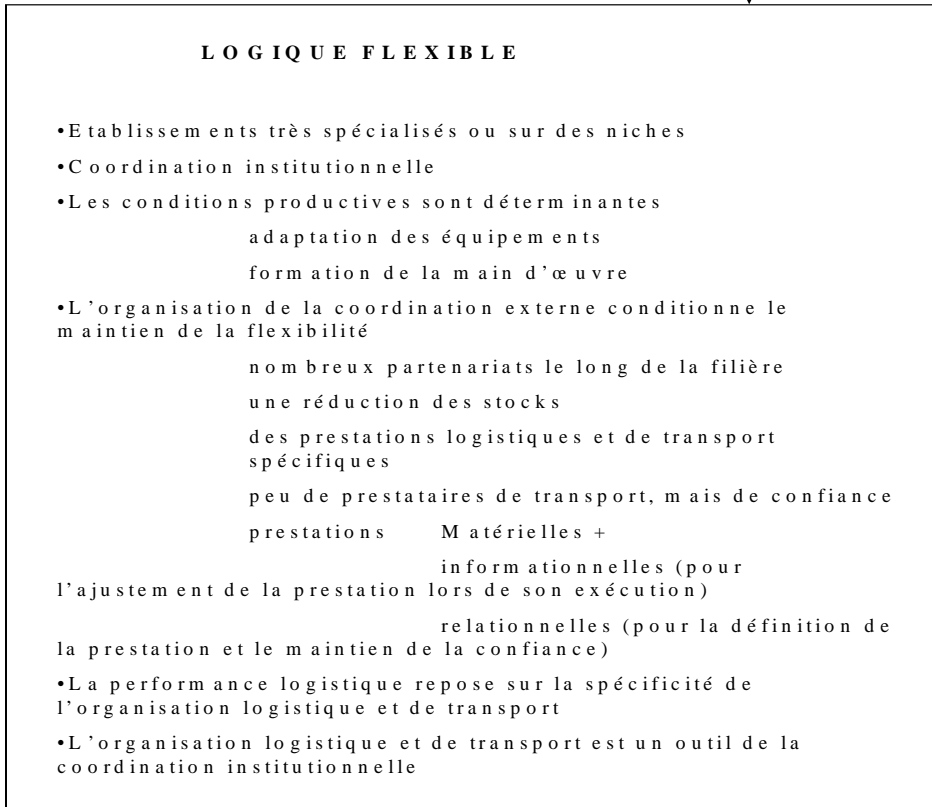 LOGIQUE FLEXIBLE
•Etablissements très spécialisés ou sur des niches
•Coordination institutionnelle
•Les conditions productives sont déterminantes
adaptation des équipements
formation de la main d'œuvre
•L'organisation de la coordination externe conditionne le
maintien de la flexibilité
nombreux partenariats le long de la filière
une réduction des stocks
des prestations logistiques et de transport
spécifiques
peu de prestataires de transport, mais de confiance
prestations Matérielles +
informationnelles (pour
l'ajustement de la prestation lors de son exécution)
relationnelles (pour la définition de
la prestation et le maintien de la confiance)
•La performance logistique repose sur la spécificité de
l'organisation logistique et de transport
•L'organisation logistique et de transport est un outil de la
coordination institutionnelle